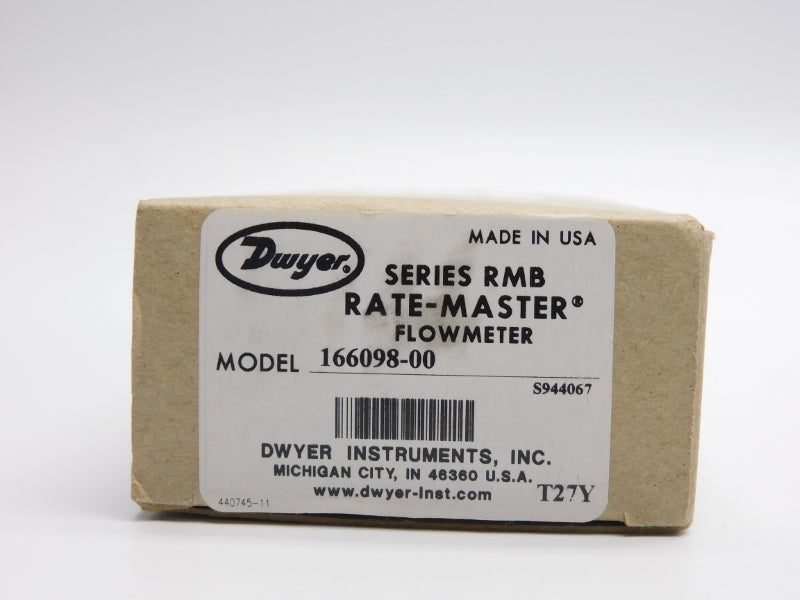 Dwyer®
MADE IN USA
SERIES RMB
RATE-MASTER®
FLOWMETER
MODEL 166098-00
S944067
DWYER INSTRUMENTS, INC.
MICHIGAN CITY, IN 46360 U.S.A.
www.dwyer-inst.com
T27Y
440745-11